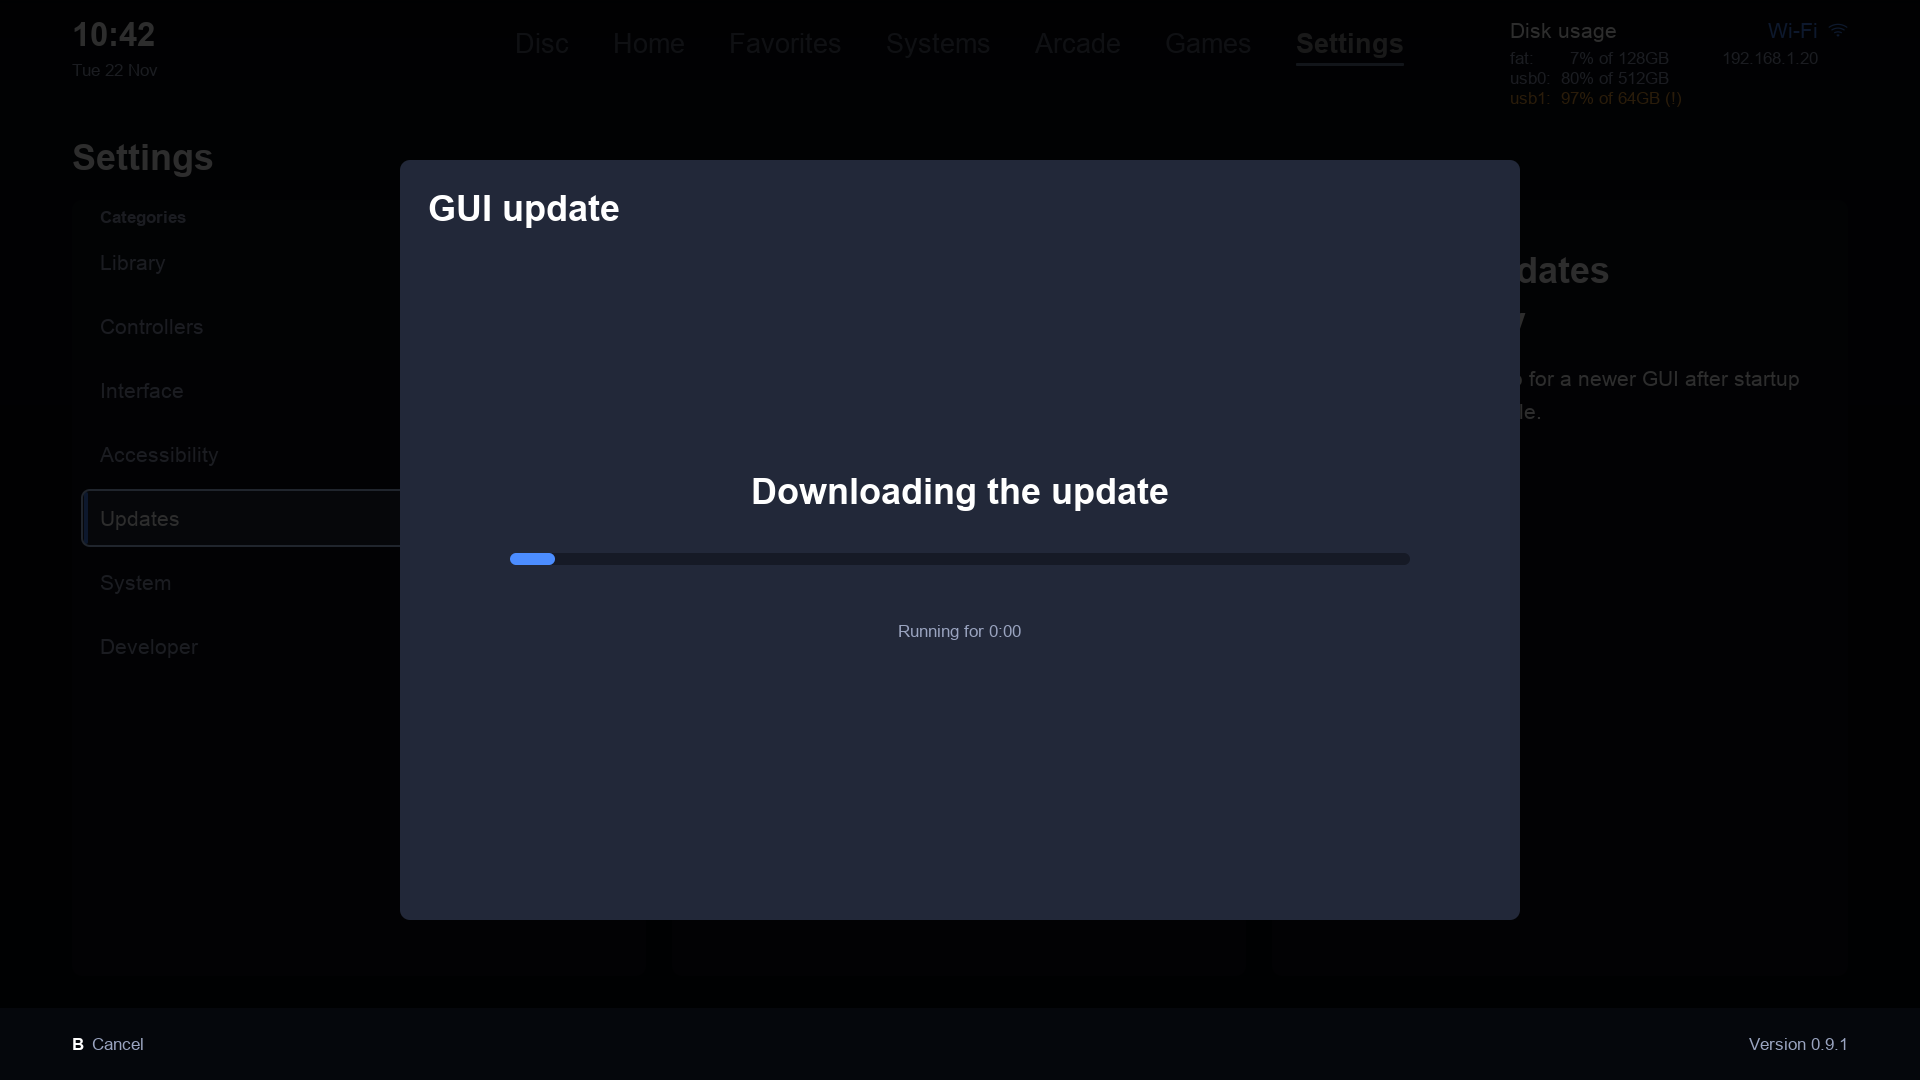 10:42
Tue 22 Nov
Disc Home Favorites Systems Arcade Games Settings
Disk usage
fat: 7% of 128GB
usb0: 80% of 512GB
usb1: 97% of 64GB (!)
Wi-Fi
192.168.1.20
Settings
Categories
Library
Controllers
Interface
Accessibility
Updates
System
Developer
GUI update
Downloading the update
Running for 0:00
dates
for a newer GUI after startup
le.
B Cancel
Version 0.9.1